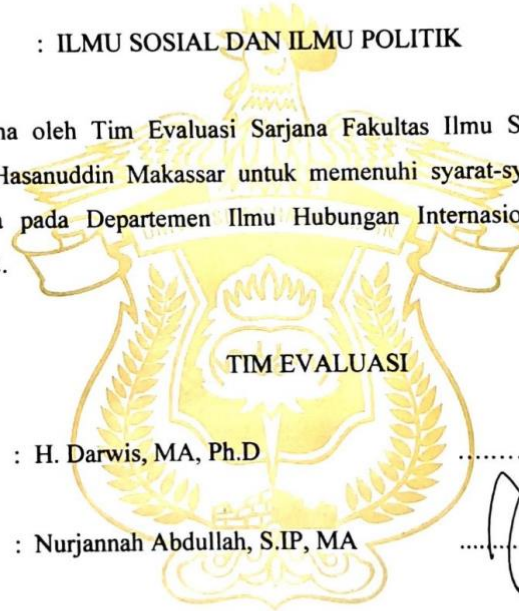 : ILMU SOSIAL DAN ILMU POLITIK
na oleh Tim Evaluasi Sarjana Fakultas Ilmu S
Hasanuddin Makassar untuk memenuhi syarat-sy
pada Departemen Ilmu Hubungan Internasio
TIM EVALUASI
: H. Darwis, MA, Ph.D ........
: Nurjannah Abdullah, S.IP, MA ........